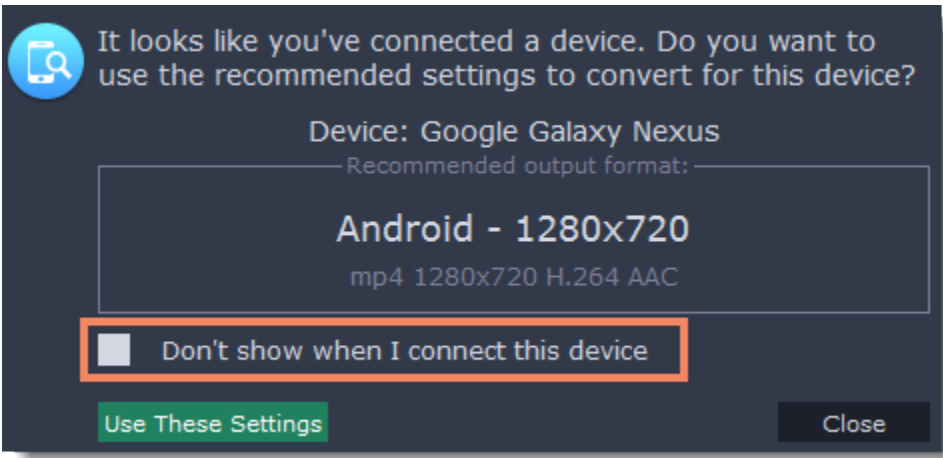 It looks like you've connected a device. Do you want to
use the recommended settings to convert for this device?
Device: Google Galaxy Nexus
Recommended output format:
Android - 1280x720
mp4 1280x720 H.264 AAC
Don't show when I connect this device
Use These Settings
Close